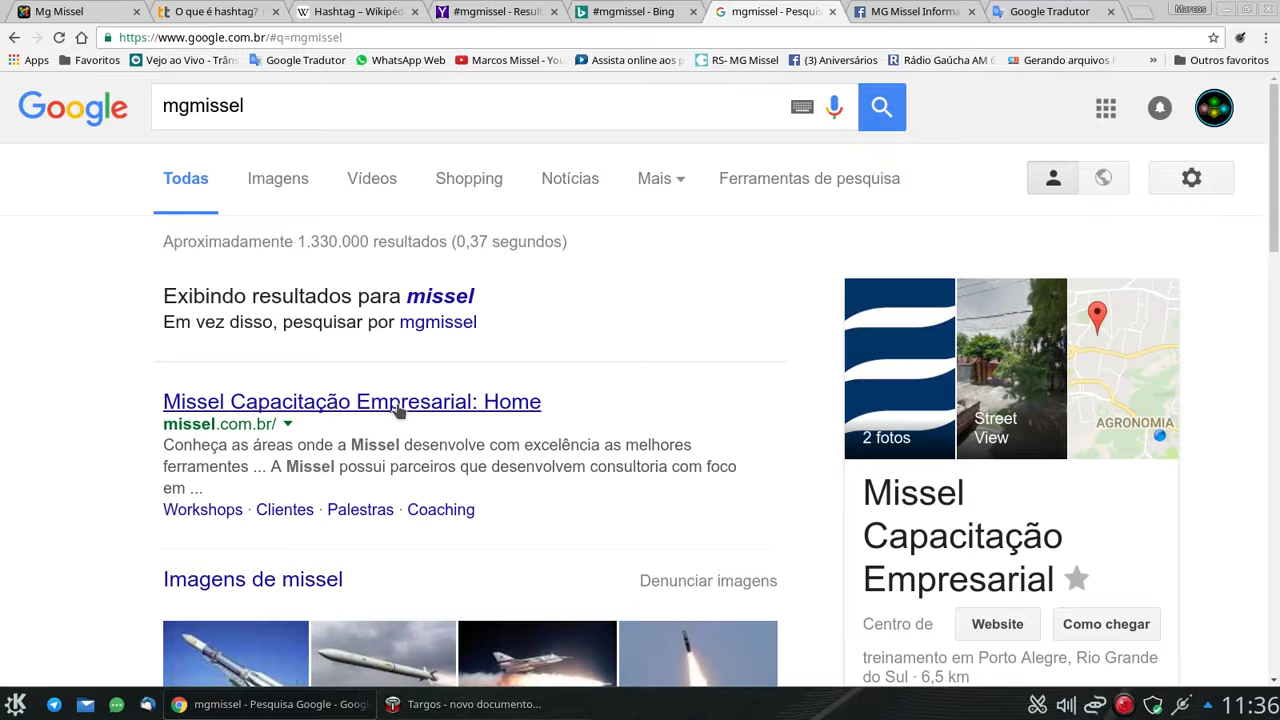 Mg Missel
O que é hashtag?
Hashtag – Wikipéd
#mgmissel - Resul
#mgmissel - Bing
mgmissel - Pesquis
MG Missel Informa
Google Tradutor
Marcos
https://www.google.com.br/#q=mgmissel
Apps
Favoritos
Vejo ao Vivo - Trân
Google Tradutor
WhatsApp Web
Marcos Missel - Yo
Assista online aos p
RS- MG Missel
(3) Aniversários
Rádio Gaúcha AM 6
Gerando arquivos
»
Outros favoritos
Google
mgmissel
Todas
Imagens
Vídeos
Shopping
Notícias
Mais
Ferramentas de pesquisa
Aproximadamente 1.330.000 resultados (0,37 segundos)
Exibindo resultados para missel
Em vez disso, pesquisar por mgmissel
Missel Capacitação Empresarial: Home
missel.com.br/
Conheça as áreas onde a Missel desenvolve com excelência as melhores
ferramentes ... A Missel possui parceiros que desenvolvem consultoria com foco
em ...
Workshops · Clientes · Palestras · Coaching
Imagens de missel
Denunciar imagens
2 fotos
Street
View
AGRONOMIA
Missel
Capacitação
Empresarial
Centro de
Website
Como chegar
treinamento em Porto Alegre, Rio Grande
do Sul · 6,5 km
mgmissel - Pesquisa Google - Googl
Targos - novo documento...
11:36